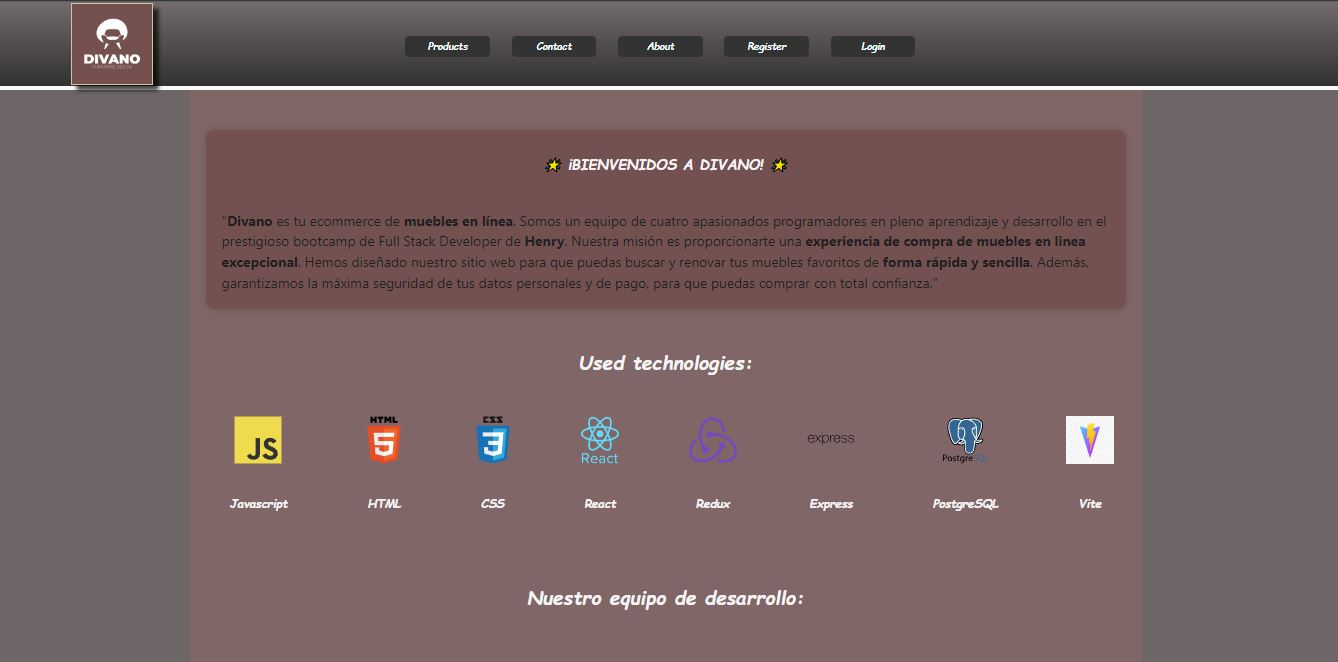 DIVANO
Products
Contact
About
Register
Login
¡BIENVENIDOS A DIVANO!
"Divano es tu ecommerce de muebles en línea. Somos un equipo de cuatro apasionados programadores en pleno aprendizaje y desarrollo en el
prestigioso bootcamp de Full Stack Developer de Henry. Nuestra misión es proporcionarte una experiencia de compra de muebles en linea
excepcional. Hemos diseñado nuestro sitio web para que puedas buscar y renovar tus muebles favoritos de forma rápida y sencilla. Además,
garantizamos la máxima seguridad de tus datos personales y de pago, para que puedas comprar con total confianza."
Used technologies:
JS
HTML
5
CSS
3
React
express
PostgreSQL
Javascript
HTML
CSS
React
Redux
Express
PostgreSQL
Vite
Nuestro equipo de desarrollo: